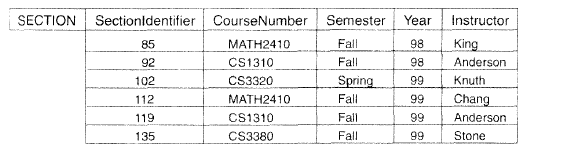 SECTION SectionIdentifier CourseNumber Semester Year Instructor
85 MATH2410 Fall 98 King
92 CS1310 Fall 98 Anderson
102 CS3320 Spring 99 Knuth
112 MATH2410 Fall 99 Chang
119 CS1310 Fall 99 Anderson
135 CS3380 Fall 99 Stone